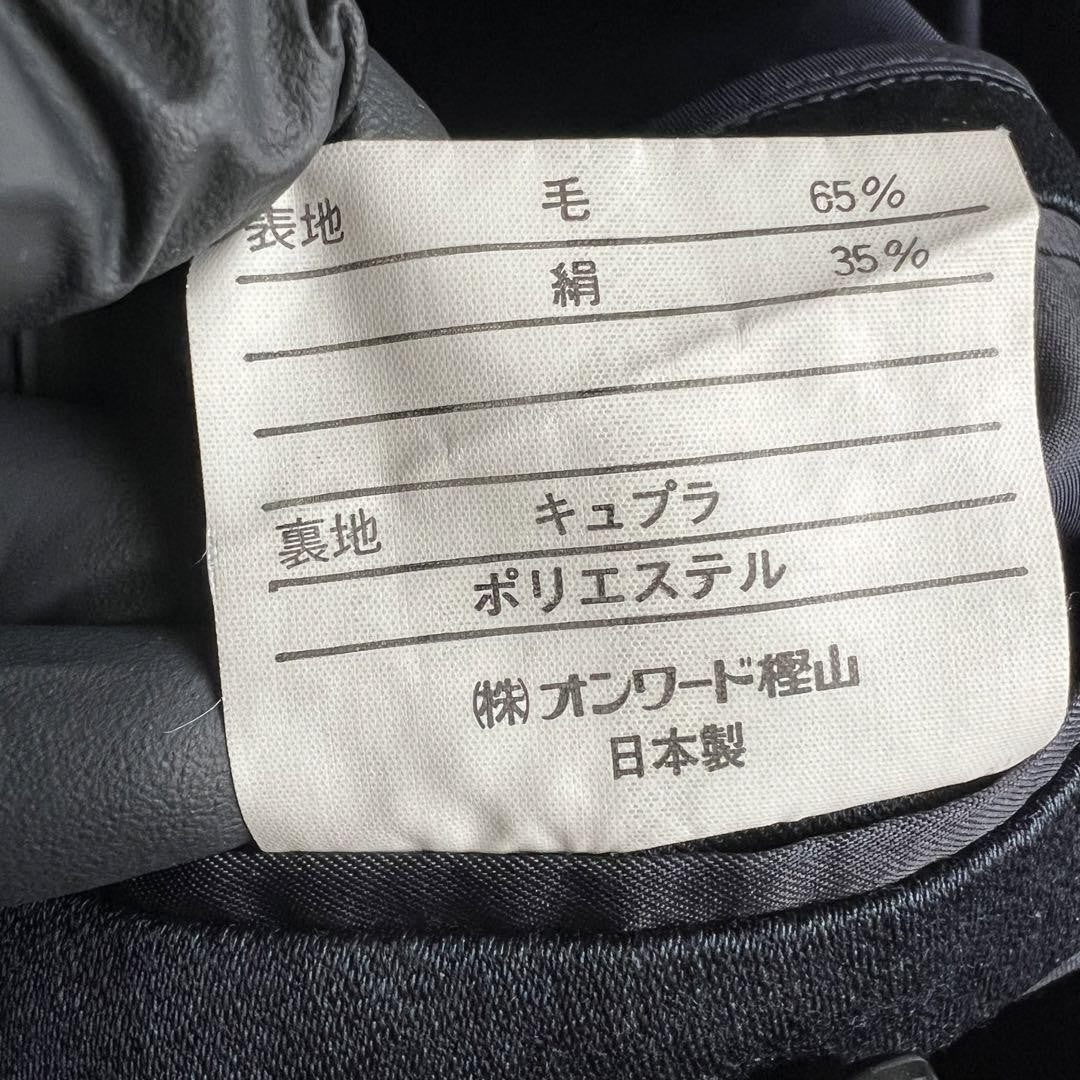 表地 毛 65%
絹 35%
裏地 キュプラ
ポリエステル
㈱オンワード樫山
日本製